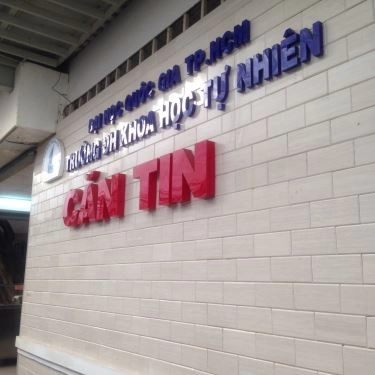 ĐẠI HỌC QUỐC GIA TP.HCM
TRƯỜNG ĐH KHOA HỌC TỰ NHIÊN
CĂN TIN